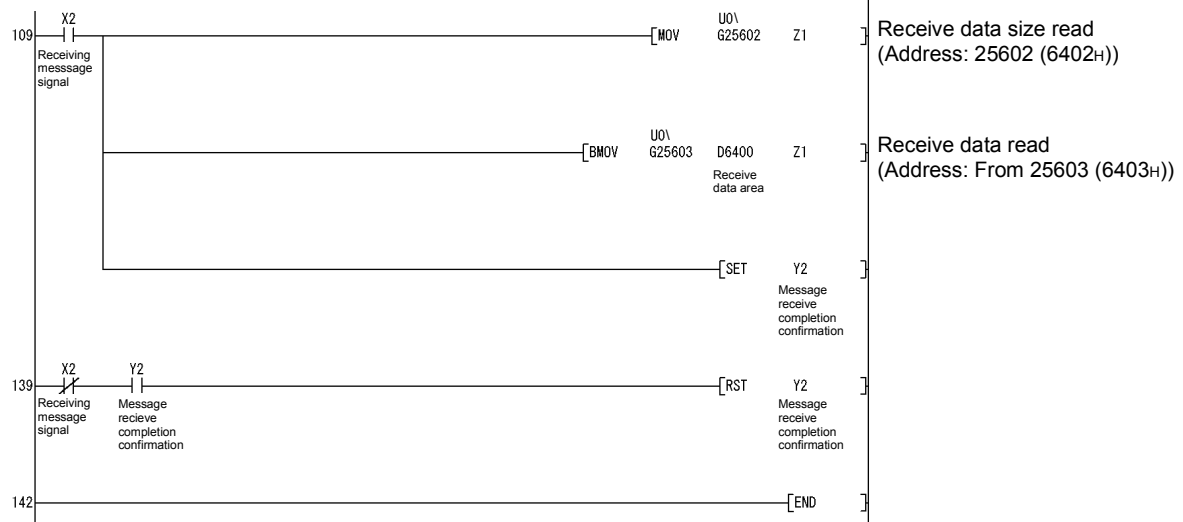 X2
109
MOV U0\ G25602 Z1
Receiving
messsage
signal
Receive data size read
(Address: 25602 (6402H))
BMOV U0\ G25603 D6400 Z1
Receive
data area
Receive data read
(Address: From 25603 (6403H))
SET Y2
Message
receive
completion
confirmation
X2 Y2
139
RST Y2
Receiving
message
signal
Message
recieve
completion
confirmation
Message
receive
completion
confirmation
142
END